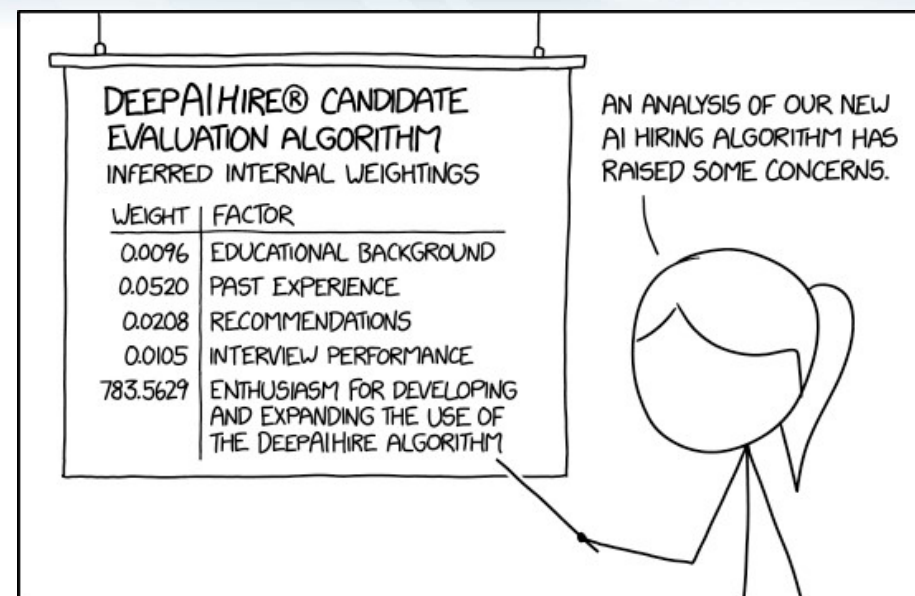 DEEPAIHIRE® CANDIDATE
EVALUATION ALGORITHM
INFERRED INTERNAL WEIGHTINGS
WEIGHT | FACTOR
0.0096 | EDUCATIONAL BACKGROUND
0.0520 | PAST EXPERIENCE
0.0208 | RECOMMENDATIONS
0.0105 | INTERVIEW PERFORMANCE
783.5629 | ENTHUSIASM FOR DEVELOPING
AND EXPANDING THE USE OF
THE DEEPAIHIRE ALGORITHM
AN ANALYSIS OF OUR NEW
AI HIRING ALGORITHM HAS
RAISED SOME CONCERNS.